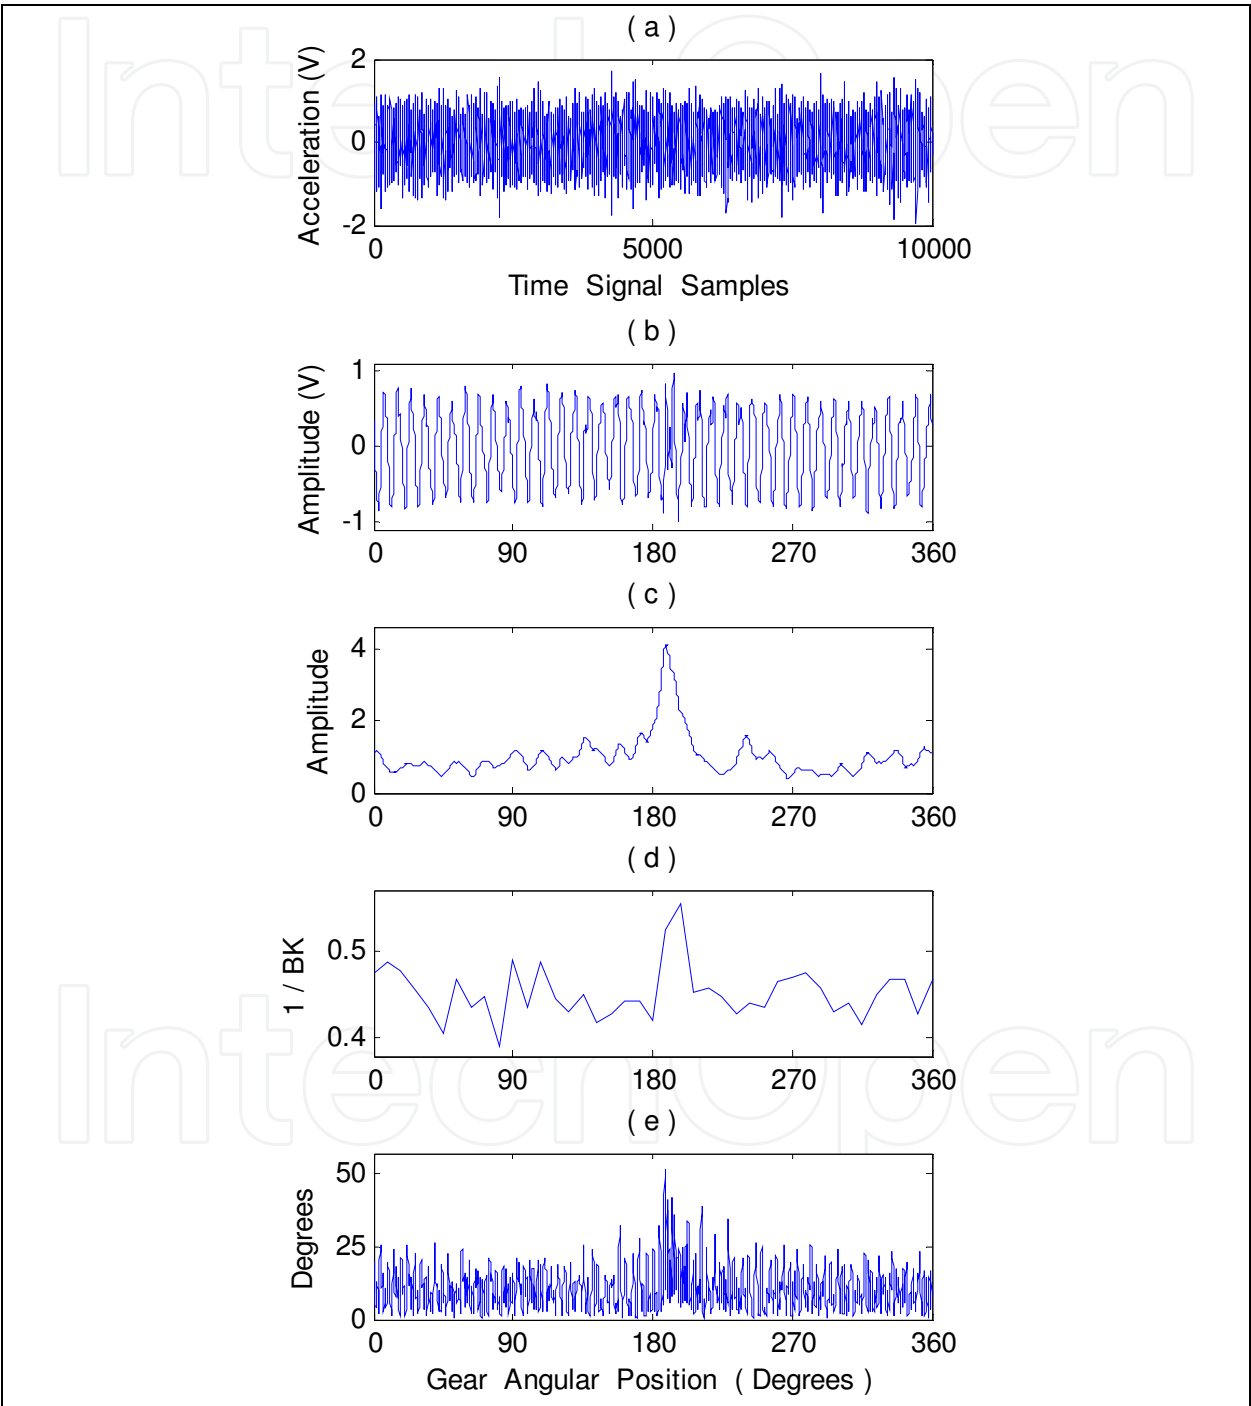 ( a )
Acceleration (V)
2
0
-2
0 5000 10000
Time Signal Samples
( b )
Amplitude (V)
1
0
-1
0 90 180 270 360
( c )
Amplitude
4
2
0
0 90 180 270 360
( d )
1 / BK
0.5
0.4
0 90 180 270 360
( e )
Degrees
50
25
0
0 90 180 270 360
Gear Angular Position ( Degrees )
IntechOpen
IntechOpen